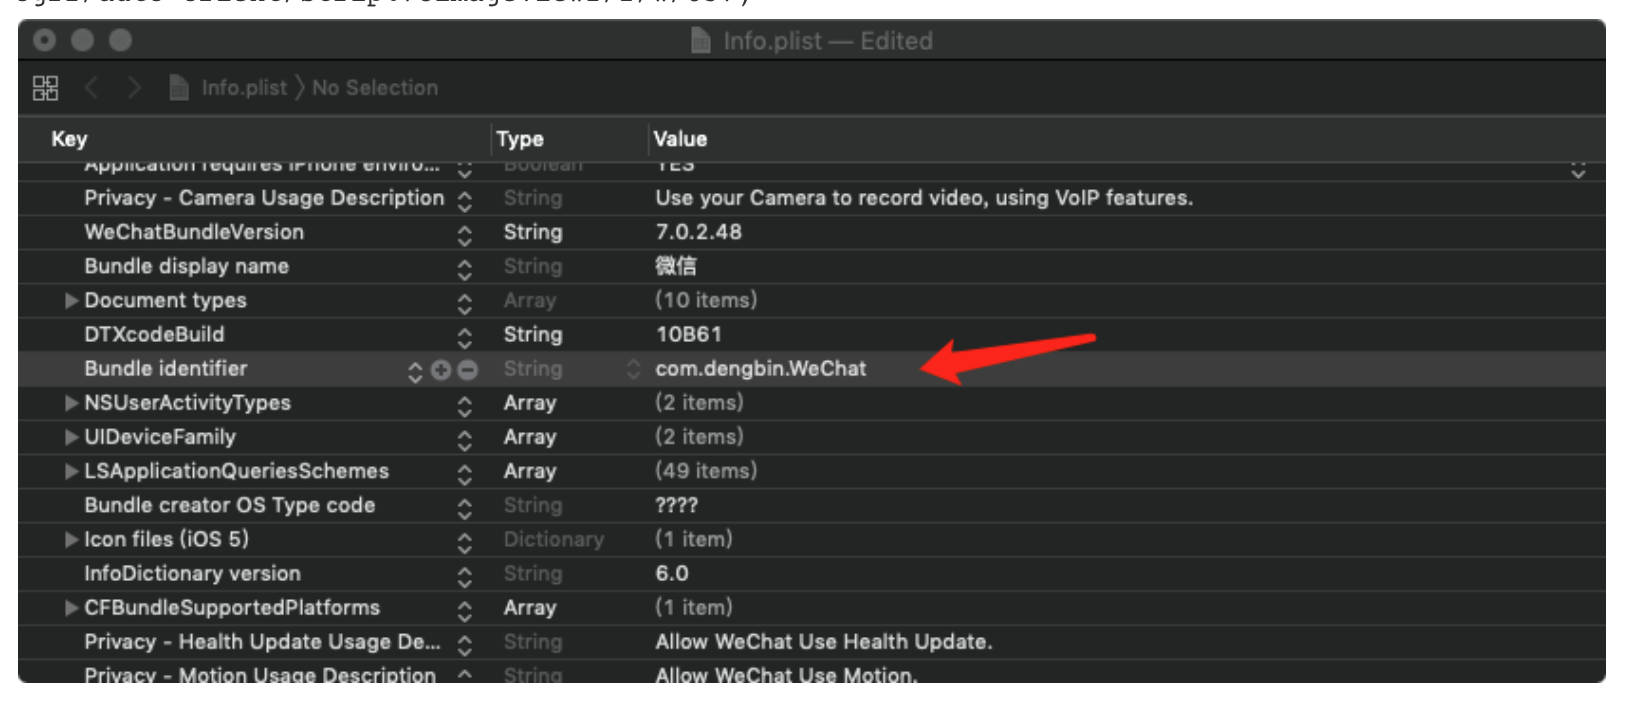 Info.plist — Edited
Info.plist 〉 No Selection
Key Type Value
Application requires iPhone enviro... Boolean YES
Privacy - Camera Usage Description String Use your Camera to record video, using VoIP features.
WeChatBundleVersion String 7.0.2.48
Bundle display name String 微信
Document types Array (10 items)
DTXcodeBuild String 10B61
Bundle identifier String com.dengbin.WeChat
NSUserActivityTypes Array (2 items)
UIDeviceFamily Array (2 items)
LSApplicationQueriesSchemes Array (49 items)
Bundle creator OS Type code String ????
Icon files (iOS 5) Dictionary (1 item)
InfoDictionary version String 6.0
CFBundleSupportedPlatforms Array (1 item)
Privacy - Health Update Usage De... String Allow WeChat Use Health Update.
Privacy - Motion Usage Description String Allow WeChat Use Motion.